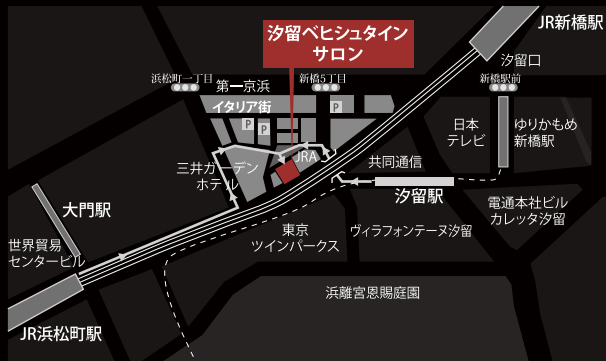 JR新橋駅
汐留ベヒシュタイン
サロン
汐留口
浜松町一丁目
第一京浜
新橋5丁目
新橋駅前
イタリア街
P
P
P
日本
テレビ
ゆりかもめ
新橋駅
JRA
共同通信
三井ガーデン
ホテル
汐留駅
大門駅
電通本社ビル
カレッタ汐留
東京
ツインパークス
ヴィラフォンテーヌ汐留
世界貿易
センタービル
浜離宮恩賜庭園
JR浜松町駅